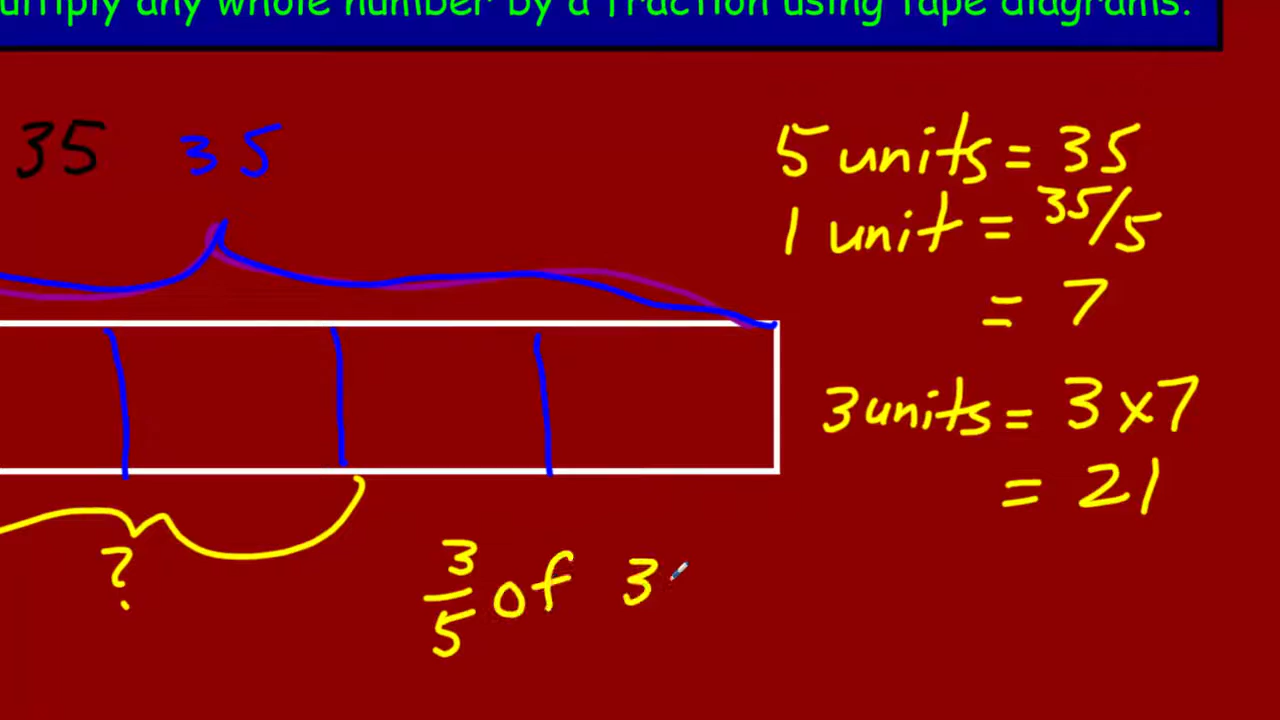 ultiply any whole number by a fraction using tape diagrams.
35 35
5 units = 35
1 unit = 35/5
= 7
3 units = 3 x 7
= 21
?
3/5 of 3